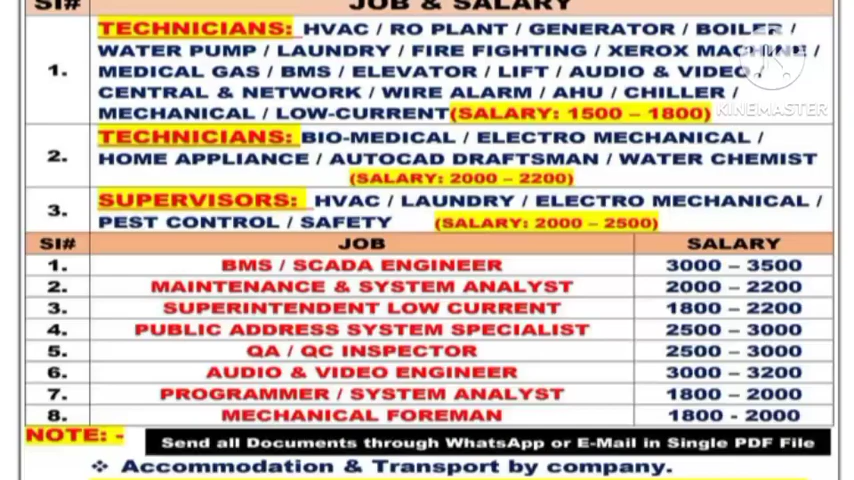 SI# JOB & SALARY
1. TECHNICIANS: HVAC / RO PLANT / GENERATOR / BOILER /
WATER PUMP / LAUNDRY / FIRE FIGHTING / XEROX MACHINE /
MEDICAL GAS / BMS / ELEVATOR / LIFT / AUDIO & VIDEO /
CENTRAL & NETWORK / WIRE ALARM / AHU / CHILLER /
MECHANICAL / LOW-CURRENT(SALARY: 1500 – 1800)
KINEMASTER
2. TECHNICIANS: BIO-MEDICAL / ELECTRO MECHANICAL /
HOME APPLIANCE / AUTOCAD DRAFTSMAN / WATER CHEMIST
(SALARY: 2000 – 2200)
3. SUPERVISORS: HVAC / LAUNDRY / ELECTRO MECHANICAL /
PEST CONTROL / SAFETY (SALARY: 2000 – 2500)
SI# JOB SALARY
1. BMS / SCADA ENGINEER 3000 – 3500
2. MAINTENANCE & SYSTEM ANALYST 2000 – 2200
3. SUPERINTENDENT LOW CURRENT 1800 – 2200
4. PUBLIC ADDRESS SYSTEM SPECIALIST 2500 – 3000
5. QA / QC INSPECTOR 2500 – 3000
6. AUDIO & VIDEO ENGINEER 3000 – 3200
7. PROGRAMMER / SYSTEM ANALYST 1800 – 2000
8. MECHANICAL FOREMAN 1800 - 2000
NOTE: - Send all Documents through WhatsApp or E-Mail in Single PDF File
❖ Accommodation & Transport by company.